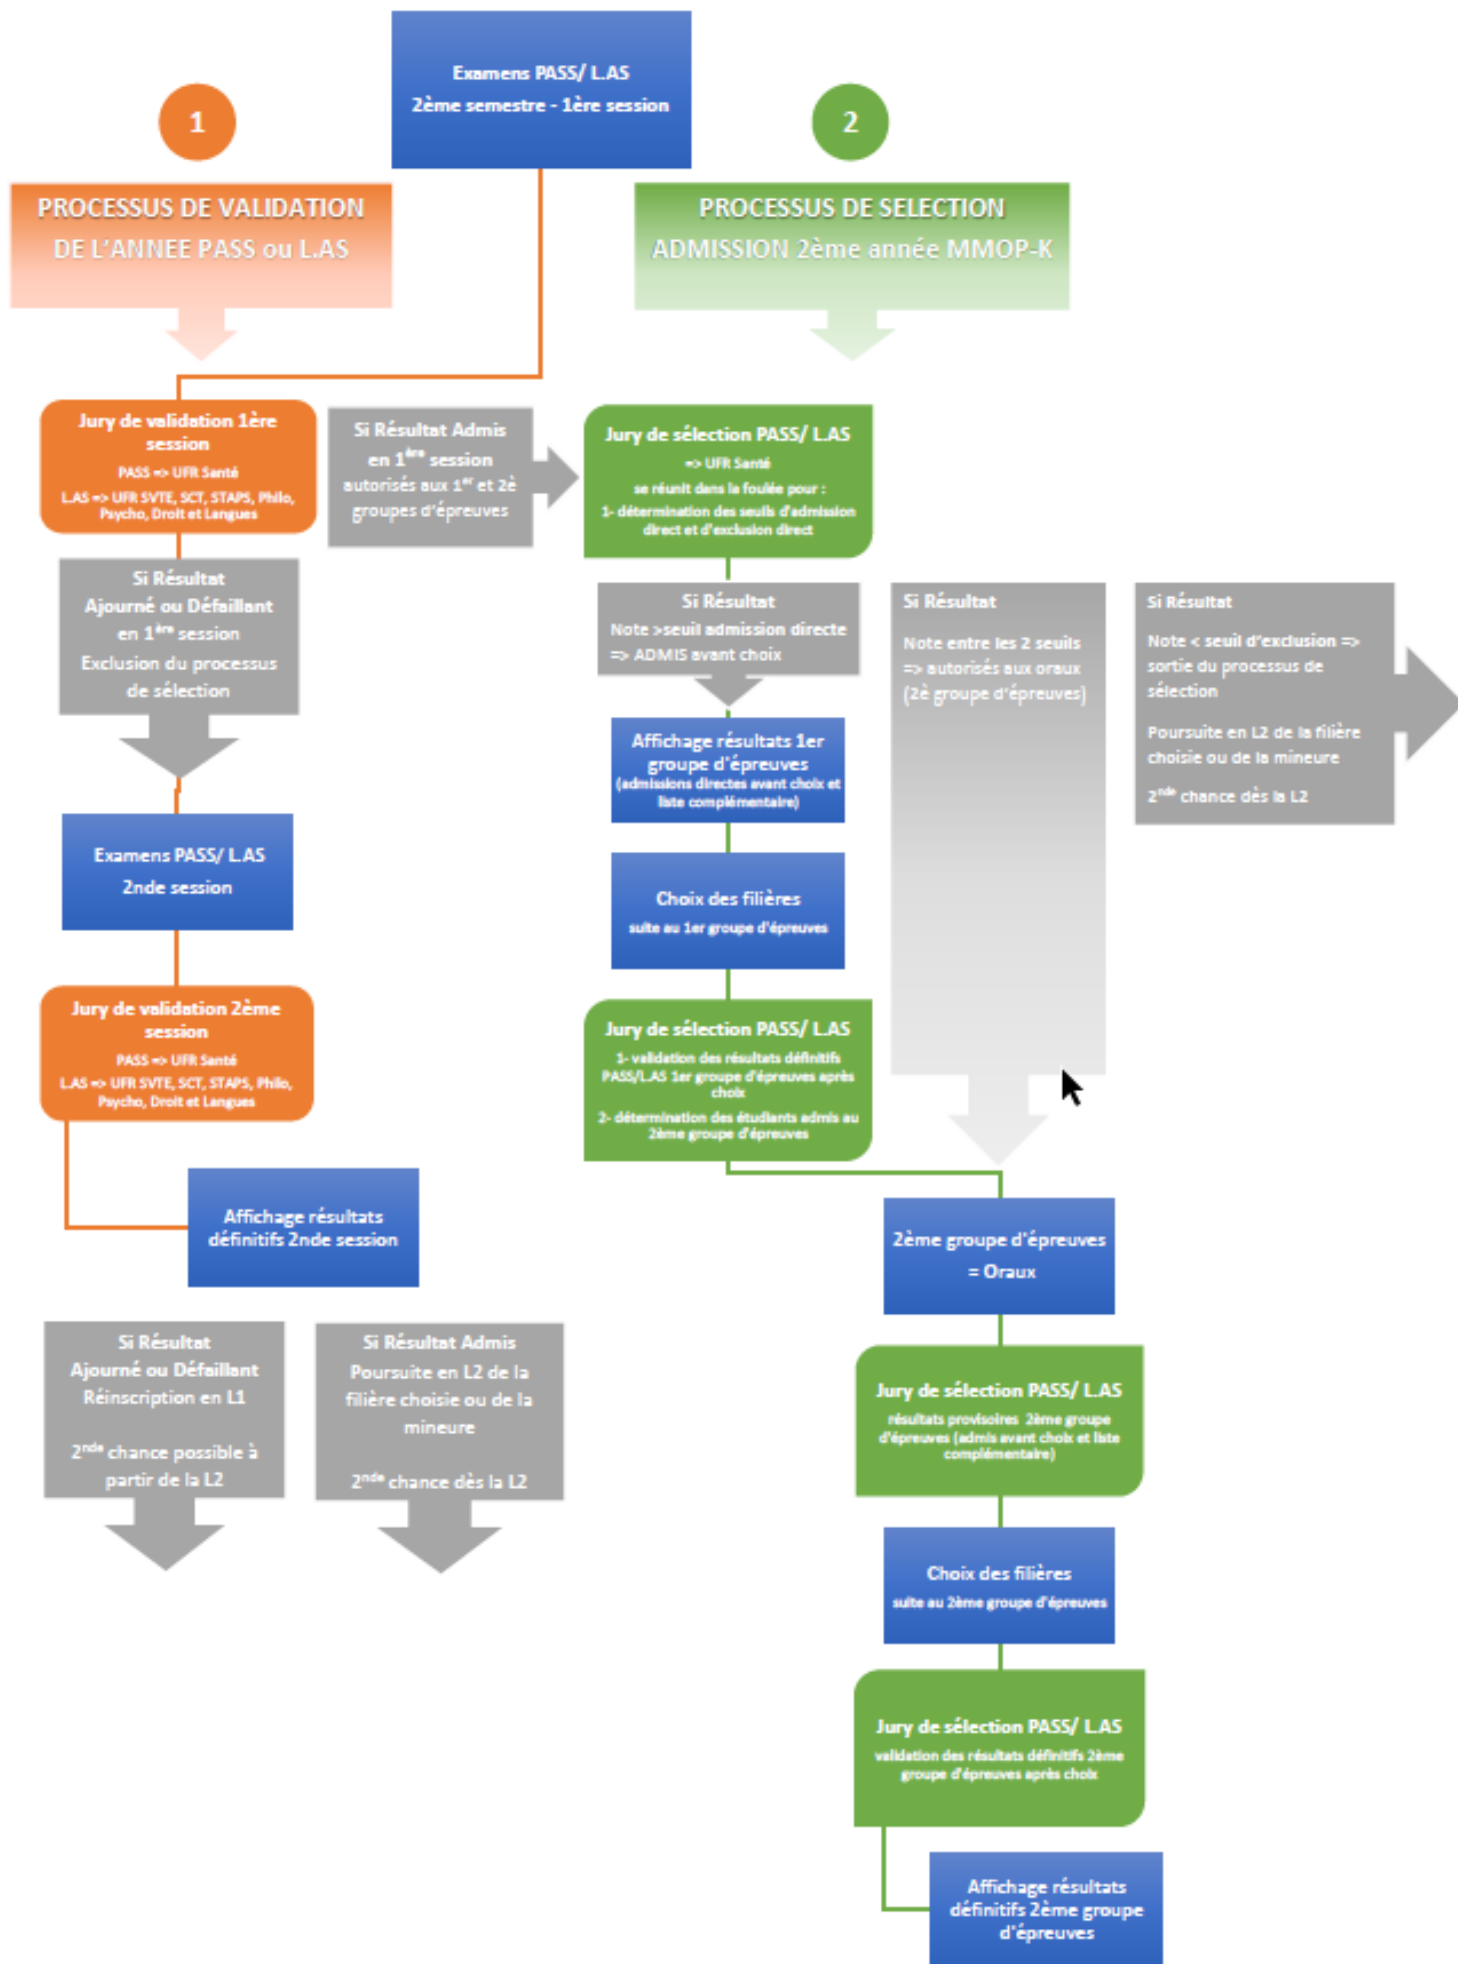 Examens PASS/ L.AS
2ème semestre - 1ère session
1
2
PROCESSUS DE VALIDATION
DE L'ANNEE PASS ou L.AS
PROCESSUS DE SELECTION
ADMISSION 2ème année MMOP-K
Jury de validation 1ère
session
PASS => UFR Santé
L.AS => UFR SVTE, SCT, STAPS, Philo,
Psycho, Droit et Langues
Si Résultat Admis
en 1ère session
autorisés aux 1er et 2è
groupes d'épreuves
Jury de sélection PASS/ L.AS
=> UFR Santé
se réunit dans la foulée pour :
1- détermination des seuils d'admission
direct et d'exclusion direct
Si Résultat
Ajourné ou Défaillant
en 1ère session
Exclusion du processus
de sélection
Si Résultat
Note >seuil admission directe
=> ADMIS avant choix
Si Résultat
Note entre les 2 seuils
=> autorisés aux oraux
(2è groupe d'épreuves)
Si Résultat
Note < seuil d'exclusion =>
sortie du processus de
sélection
Poursuite en L2 de la filière
choisie ou de la mineure
2nde chance dès la L2
Affichage résultats 1er
groupe d'épreuves
(admissions directes avant choix et
liste complémentaire)
Examens PASS/ L.AS
2nde session
Choix des filières
suite au 1er groupe d'épreuves
Jury de validation 2ème
session
PASS => UFR Santé
L.AS => UFR SVTE, SCT, STAPS, Philo,
Psycho, Droit et Langues
Jury de sélection PASS/ L.AS
1- validation des résultats définitifs
PASS/L.AS 1er groupe d'épreuves après
choix
2- détermination des étudiants admis au
2ème groupe d'épreuves
Affichage résultats
définitifs 2nde session
2ème groupe d'épreuves
= Oraux
Si Résultat
Ajourné ou Défaillant
Réinscription en L1
2nde chance possible à
partir de la L2
Si Résultat Admis
Poursuite en L2 de la
filière choisie ou de la
mineure
2nde chance dès la L2
Jury de sélection PASS/ L.AS
résultats provisoires 2ème groupe
d'épreuves (admis avant choix et liste
complémentaire)
Choix des filières
suite au 2ème groupe d'épreuves
Jury de sélection PASS/ L.AS
validation des résultats définitifs 2ème
groupe d'épreuves après choix
Affichage résultats
définitifs 2ème groupe
d'épreuves